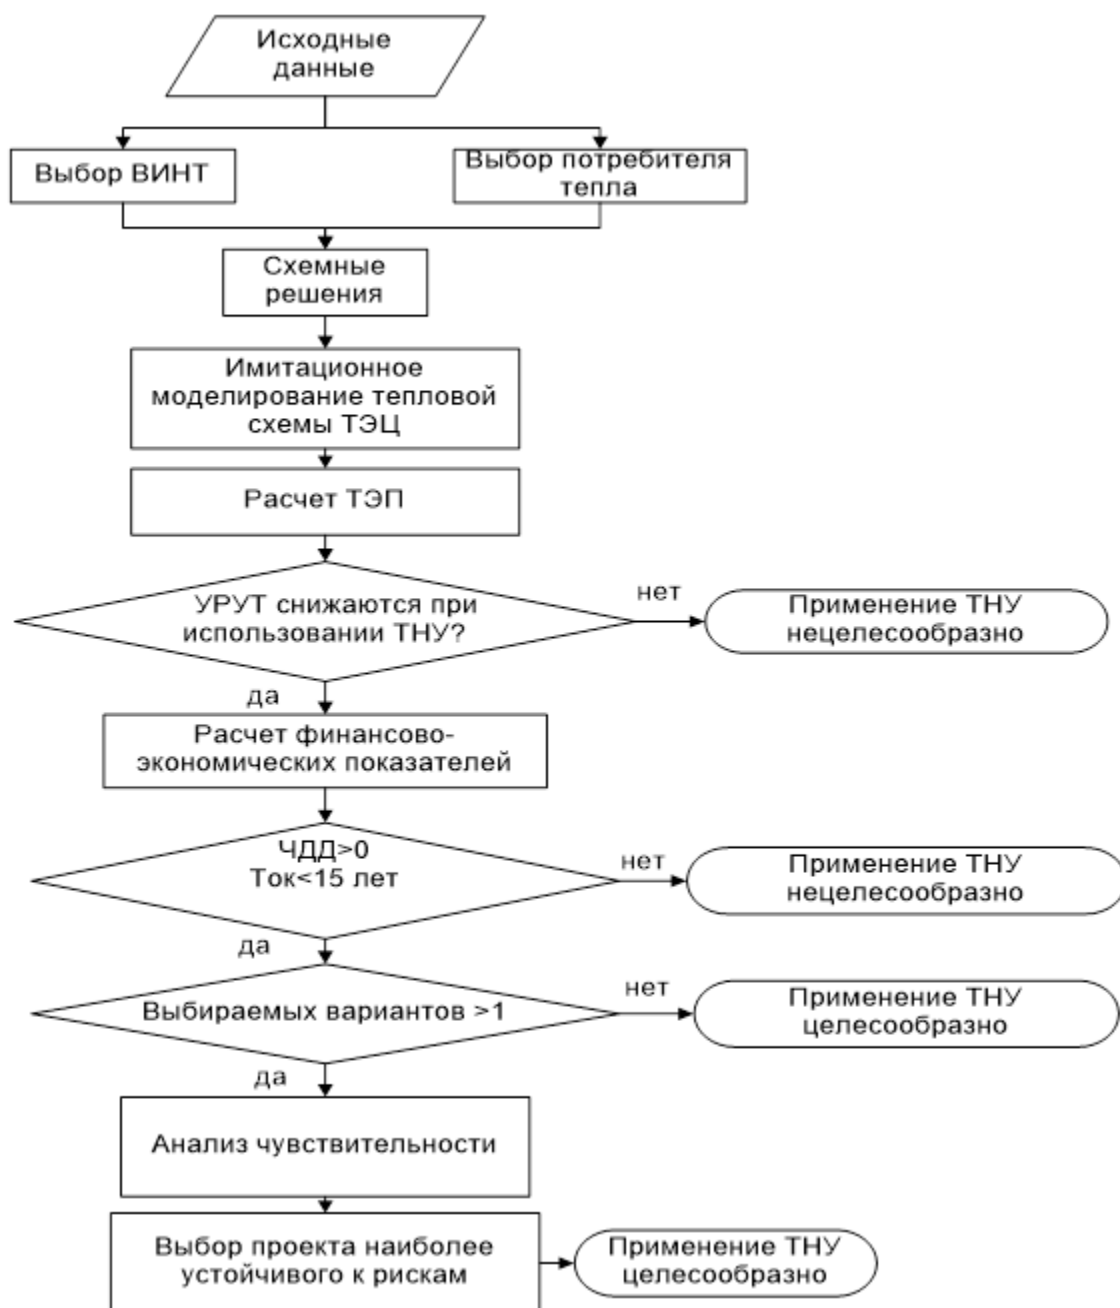 Исходные
данные
Выбор ВИНТ
Выбор потребителя
тепла
Схемные
решения
Имитационное
моделирование тепловой
схемы ТЭЦ
Расчет ТЭП
УРУТ снижаются при
использовании ТНУ?
нет
Применение ТНУ
нецелесообразно
да
Расчет финансово-
экономических показателей
ЧДД>0
Ток<15 лет
нет
Применение ТНУ
нецелесообразно
да
Выбираемых вариантов >1
нет
Применение ТНУ
целесообразно
да
Анализ чувствительности
Выбор проекта наиболее
устойчивого к рискам
Применение ТНУ
целесообразно